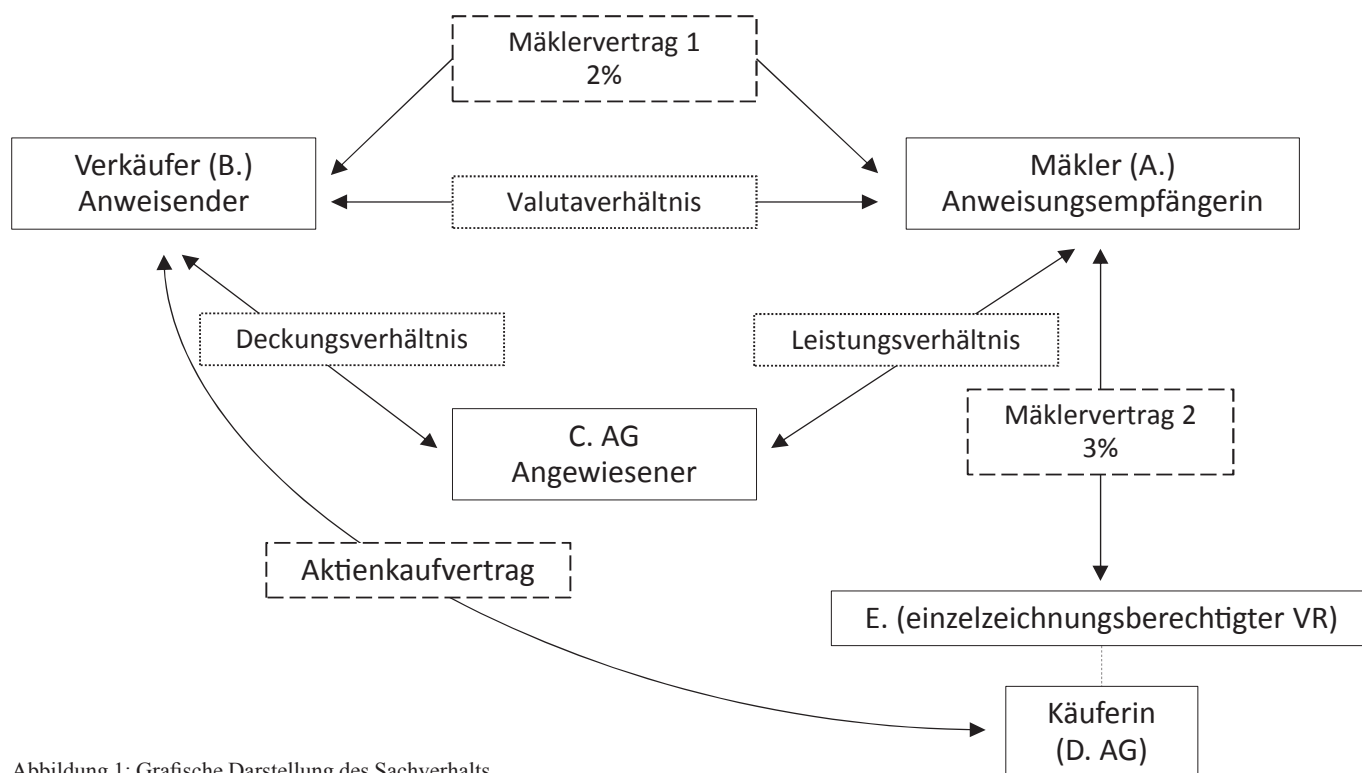 Mäklervertrag 1
2%
Verkäufer (B.)
Anweisender
Mäkler (A.)
Anweisungsempfängerin
Valutaverhältnis
Deckungsverhältnis
Leistungsverhältnis
C. AG
Angewiesener
Mäklervertrag 2
3%
Aktienkaufvertrag
E. (einzelzeichnungsberechtigter VR)
Käuferin
(D. AG)
Abbildung 1: Grafische Darstellung des Sachverhalts